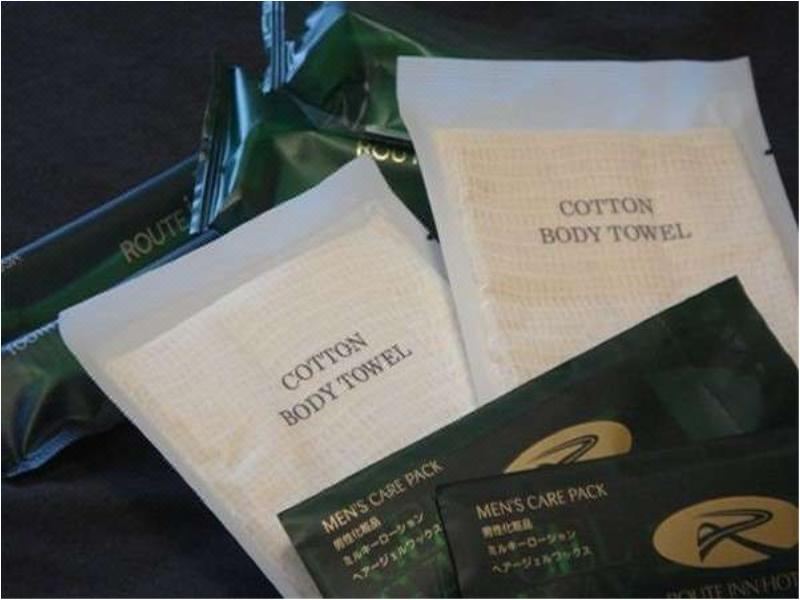 ROUTE
ROUT
COTTON
BODY TOWEL
COTTON
BODY TOWEL
MEN'S CARE PACK
男性化粧品
ミルキーローション
ヘアージェルワックス
MEN'S CARE PACK
男性化粧品
ミルキーローション
ヘアージェルワックス
ROUTE INN HOT